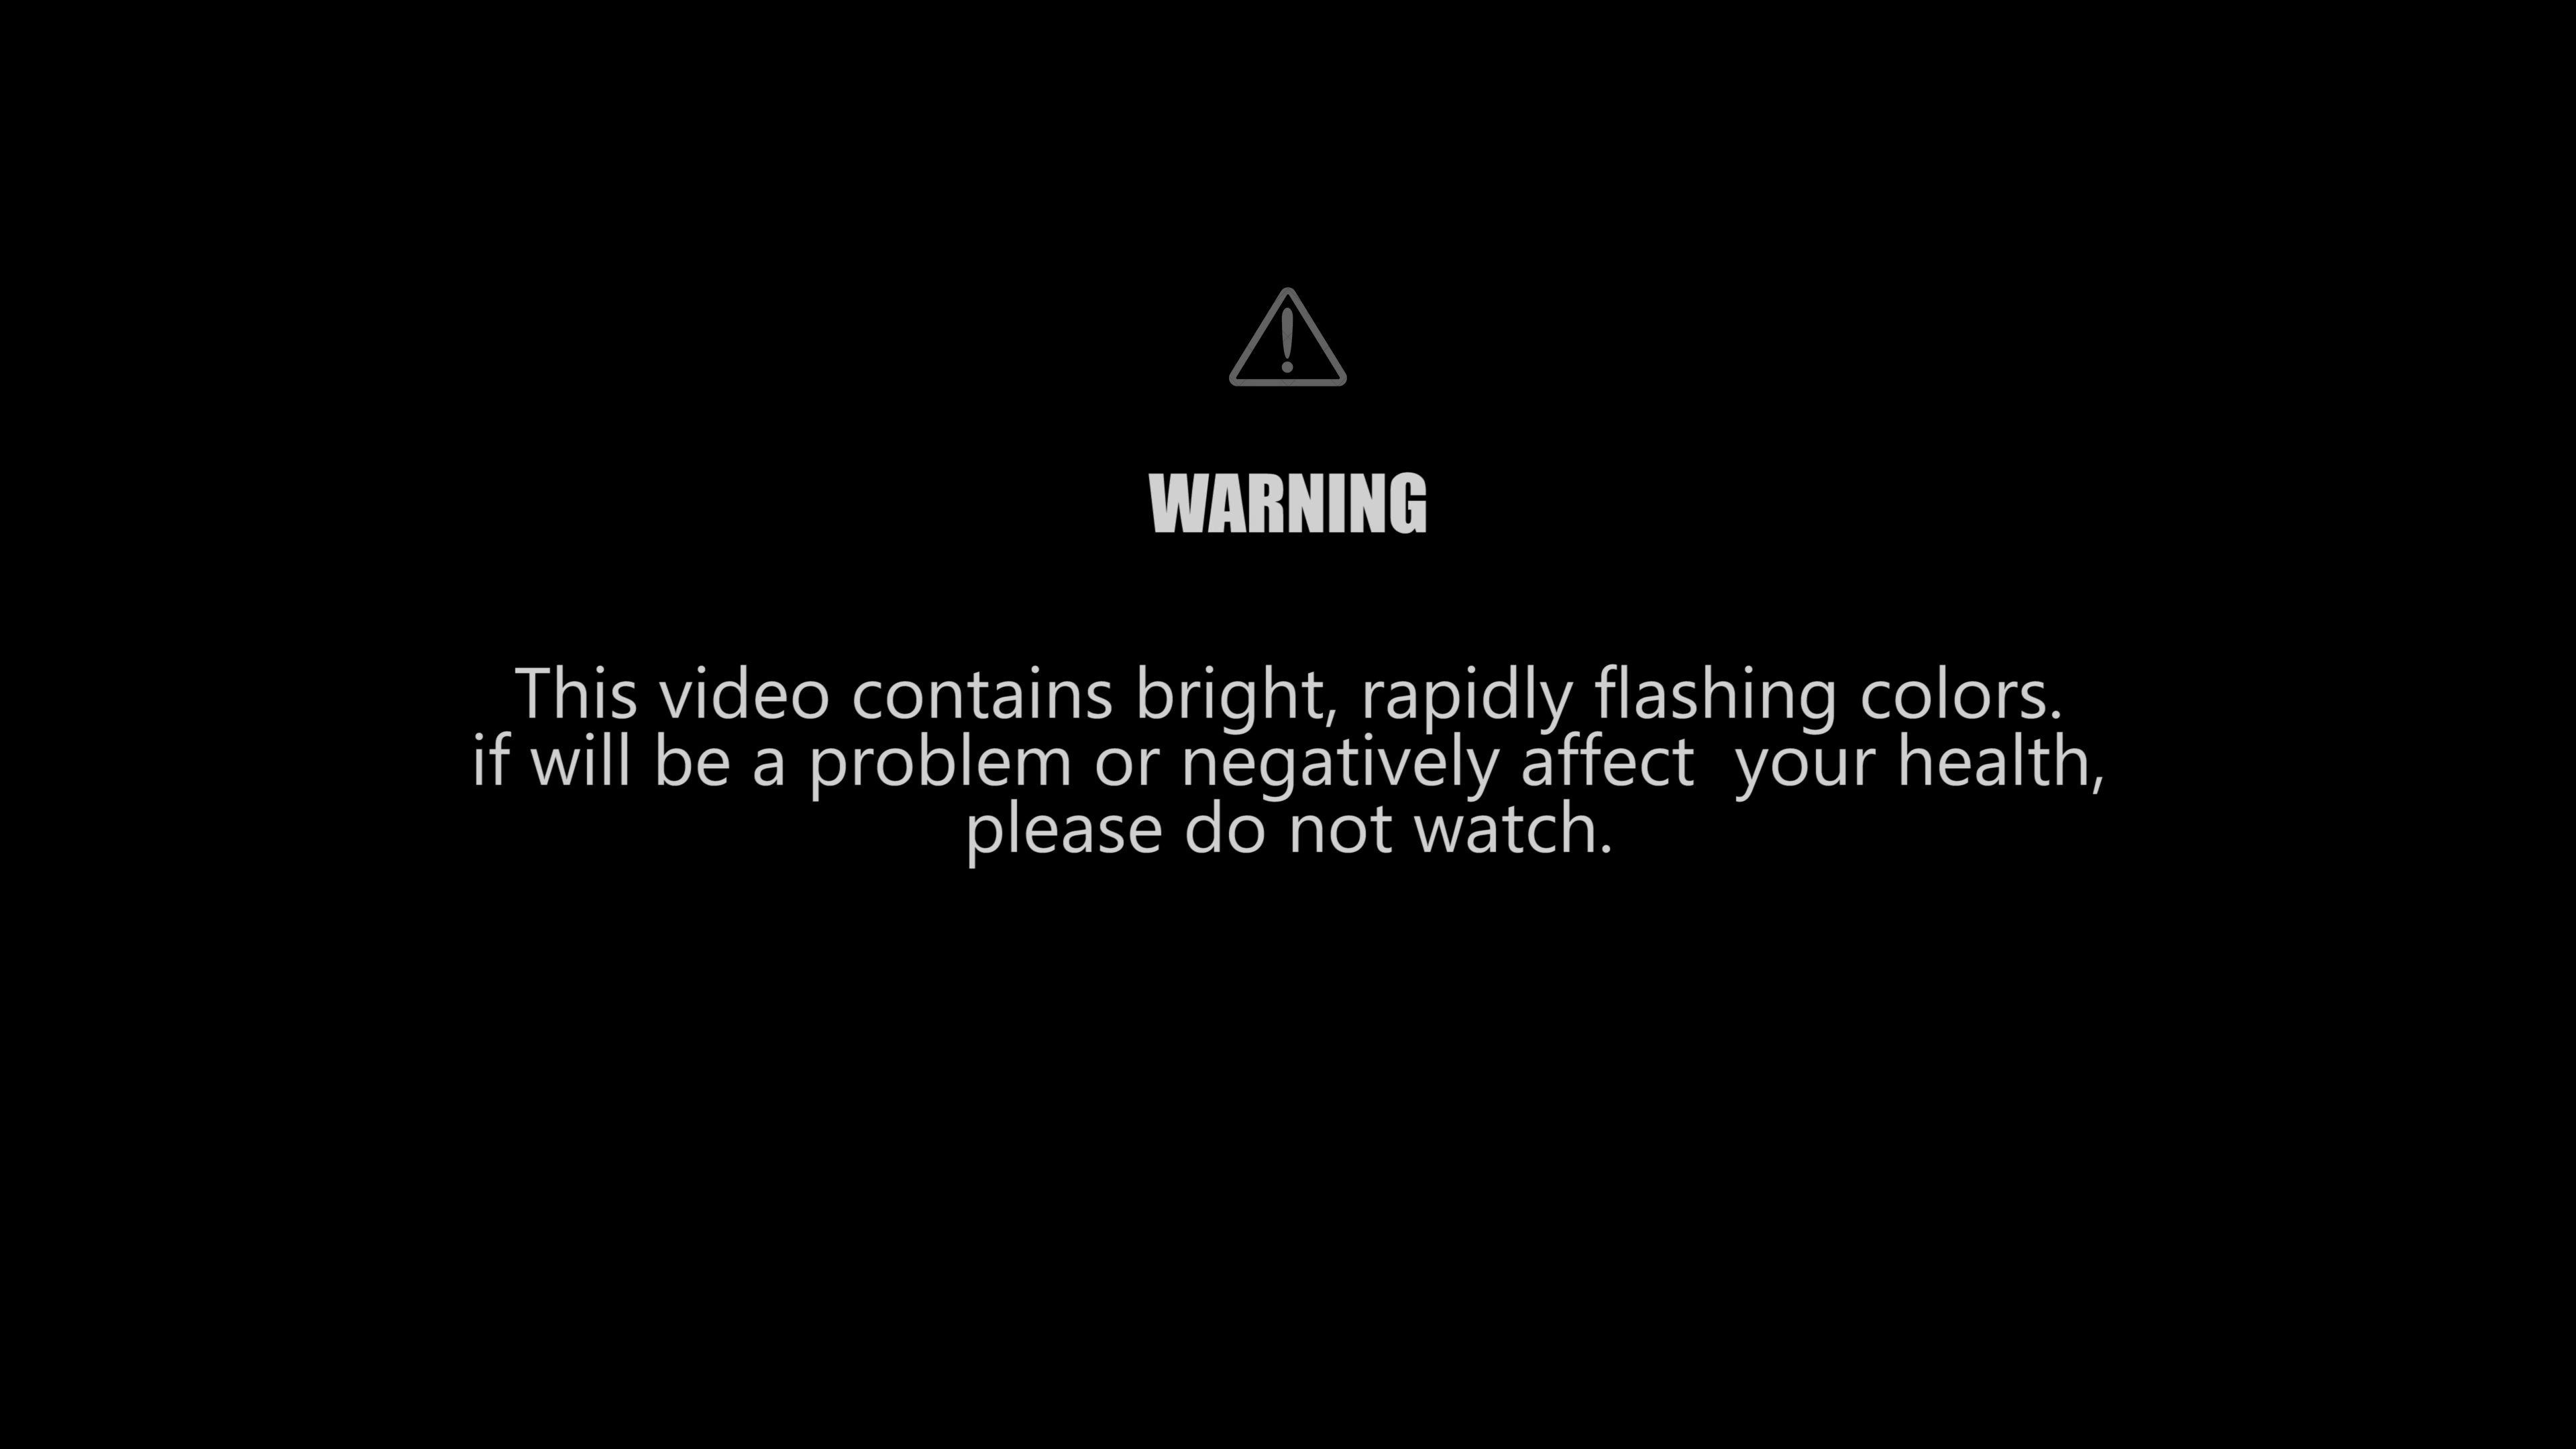 WARNING
This video contains bright, rapidly flashing colors.
if will be a problem or negatively affect  your health,
please do not watch.